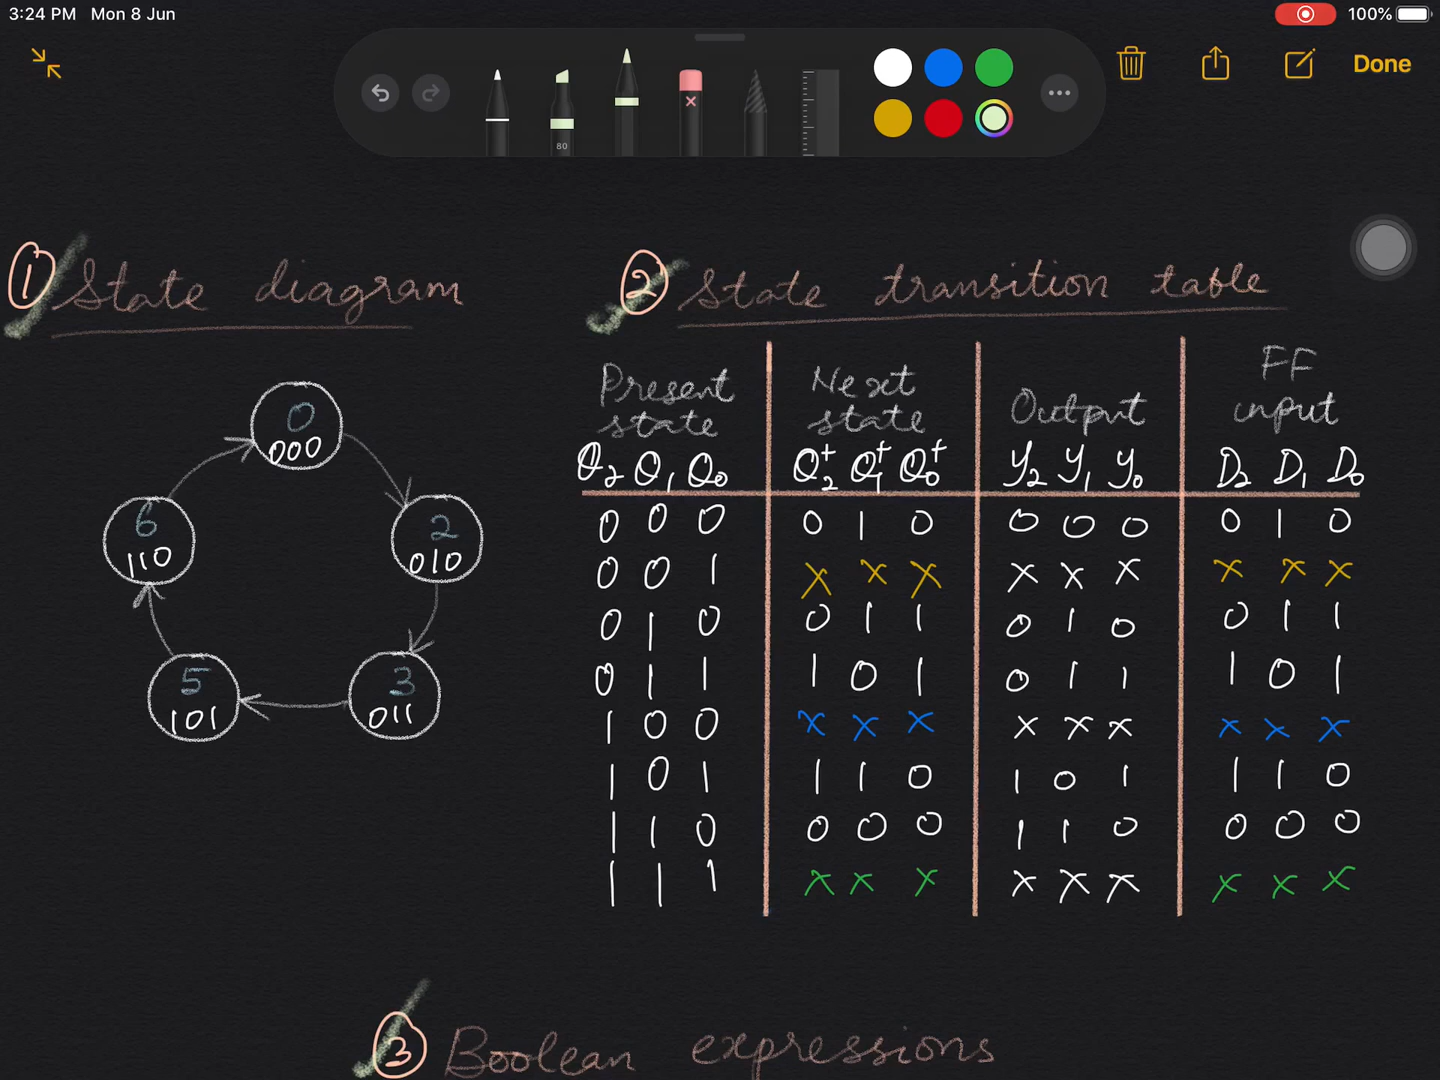 3:24 PM Mon 8 Jun 100%
Done
80
① State diagram
0
000
6
110
2
010
5
101
3
011
② State transition table
Present state | Next state | Output | FF input
Q₂ Q₁ Q₀ | Q₂⁺ Q₁⁺ Q₀⁺ | Y₂ Y₁ Y₀ | D₂ D₁ D₀
0 0 0 | 0 1 0 | 0 0 0 | 0 1 0
0 0 1 | X X X | X X X | X X X
0 1 0 | 0 1 1 | 0 1 0 | 0 1 1
0 1 1 | 1 0 1 | 0 1 1 | 1 0 1
1 0 0 | X X X | X X X | X X X
1 0 1 | 1 1 0 | 1 0 1 | 1 1 0
1 1 0 | 0 0 0 | 1 1 0 | 0 0 0
1 1 1 | X X X | X X X | X X X
③ Boolean expressions